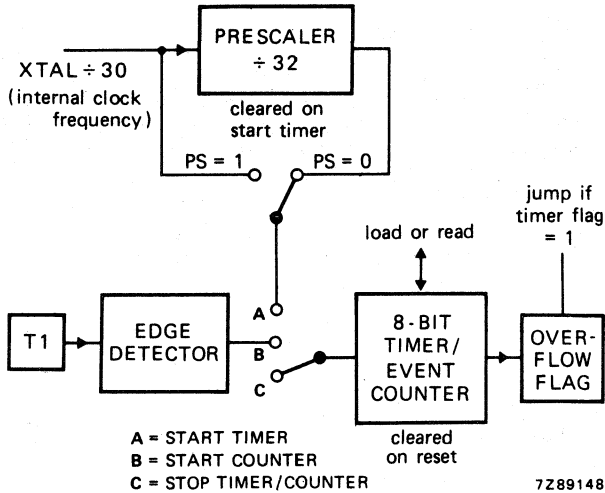 PRESCALER
÷ 32
XTAL ÷ 30
(internal clock
frequency)
cleared on
start timer
PS = 1
PS = 0
jump if
timer flag
= 1
load or read
A
T1
EDGE
DETECTOR
B
C
8-BIT
TIMER/
EVENT
COUNTER
OVER-
FLOW
FLAG
A = START TIMER
B = START COUNTER
C = STOP TIMER/COUNTER
cleared
on reset
7Z89148